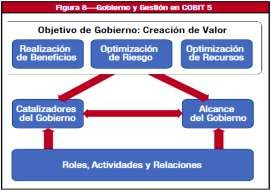 Figura 8—Gobierno y Gestión en COBIT 5
Objetivo de Gobierno: Creación de Valor
Realización
de Beneficios
Optimización
de Riesgo
Optimización
de Recursos
Catalizadores
del Gobierno
Alcance
del Gobierno
Roles, Actividades y Relaciones